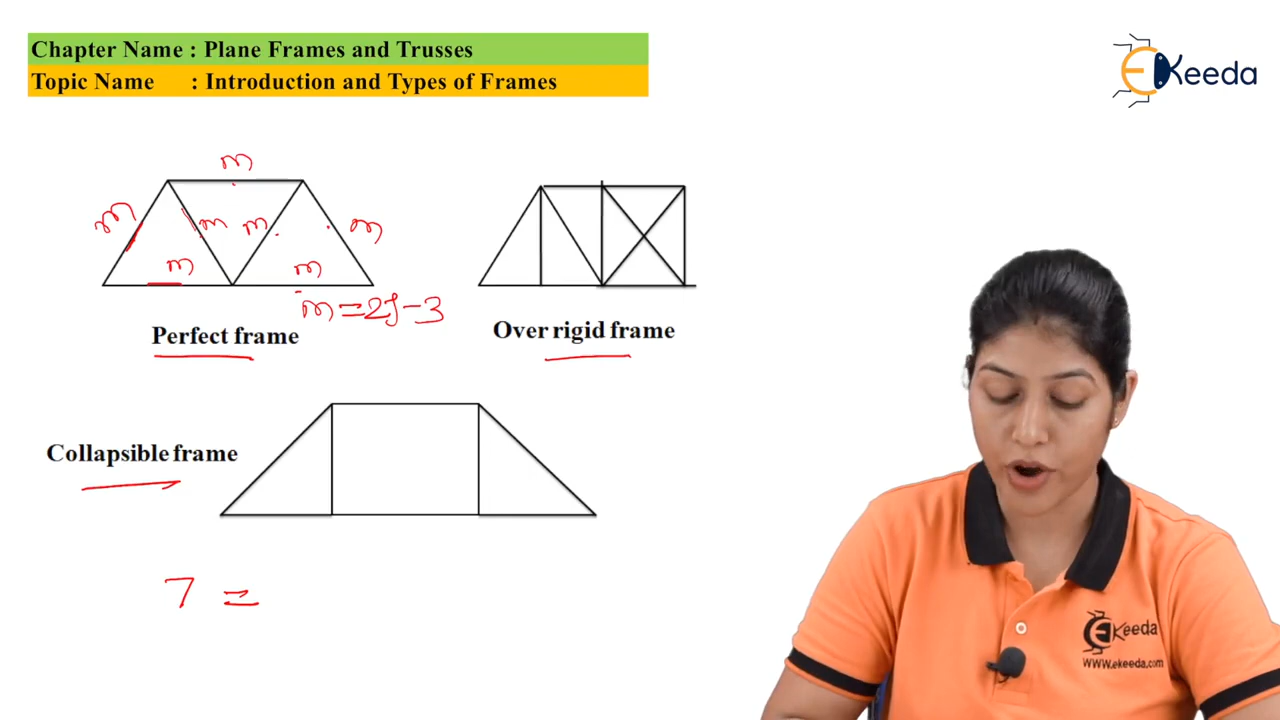 Chapter Name : Plane Frames and Trusses
Topic Name : Introduction and Types of Frames
EKeeda
m
m
m
m
m
m
m
m = 2j - 3
Perfect frame
Over rigid frame
Collapsible frame
7 =
EKeeda
WWW.ekeeda.com